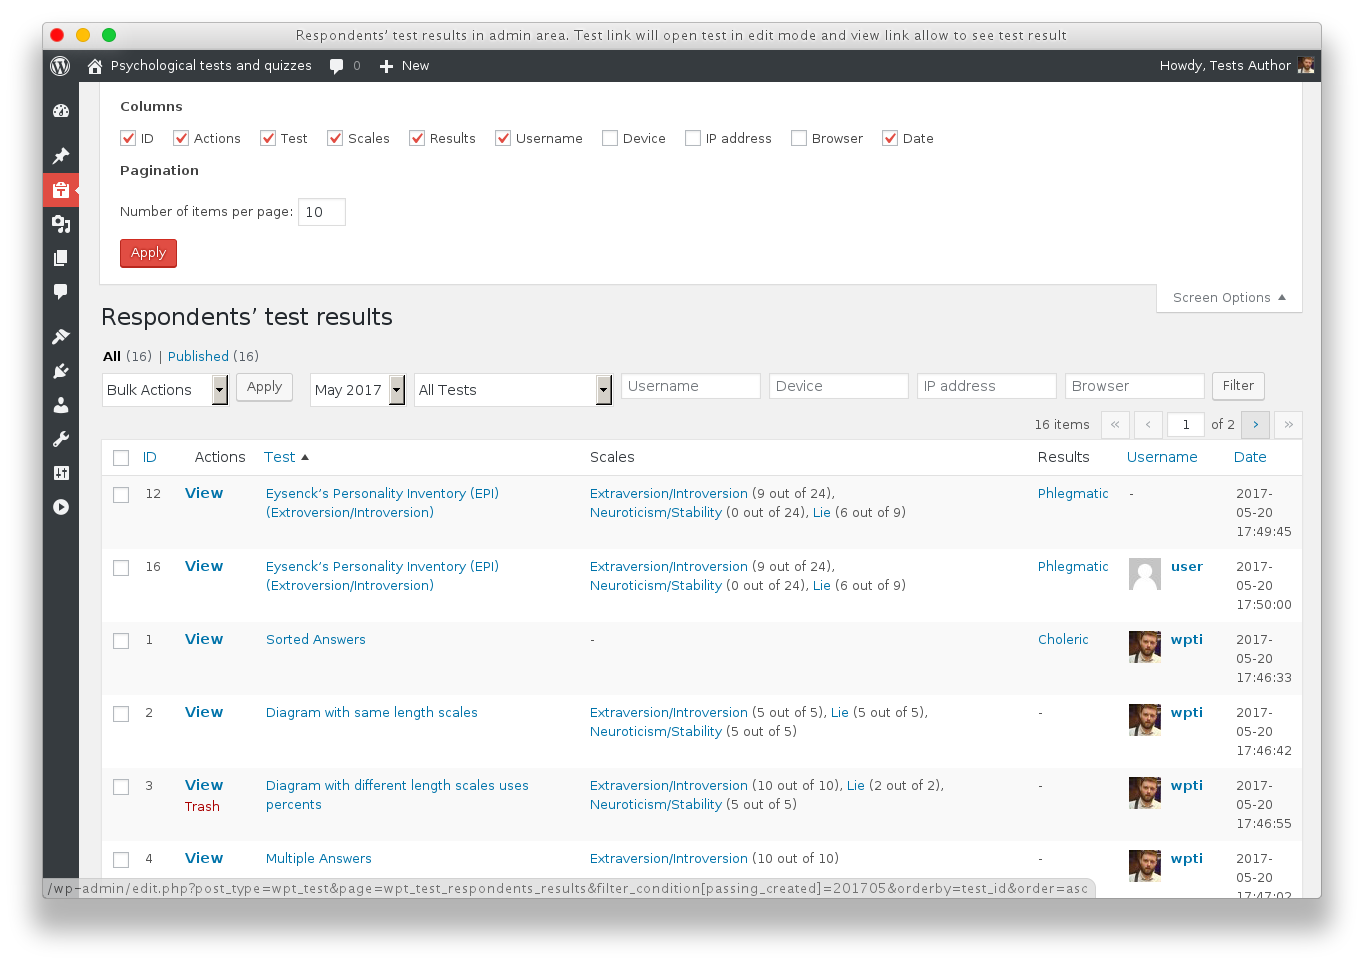 Respondents’ test results in admin area. Test link will open test in edit mode and view link allow to see test result
Psychological tests and quizzes 0 New Howdy, Tests Author
Columns
ID Actions Test Scales Results Username Device IP address Browser Date
Pagination
Number of items per page: 10
Apply
Screen Options
Respondents’ test results
All (16) | Published (16)
Bulk Actions Apply May 2017 All Tests Username Device IP address Browser Filter
16 items « ‹ 1 of 2 › »
ID Actions Test Scales Results Username Date
12 View Eysenck’s Personality Inventory (EPI) Extraversion/Introversion (9 out of 24), Phlegmatic - 2017-
(Extroversion/Introversion) Neuroticism/Stability (0 out of 24), Lie (6 out of 9) 05-20
17:49:45
16 View Eysenck’s Personality Inventory (EPI) Extraversion/Introversion (9 out of 24), Phlegmatic user 2017-
(Extroversion/Introversion) Neuroticism/Stability (0 out of 24), Lie (6 out of 9) 05-20
17:50:00
1 View Sorted Answers - Choleric wpti 2017-
05-20
17:46:33
2 View Diagram with same length scales Extraversion/Introversion (5 out of 5), Lie (5 out of 5), - wpti 2017-
Neuroticism/Stability (5 out of 5) 05-20
17:46:42
3 View Diagram with different length scales uses Extraversion/Introversion (10 out of 10), Lie (2 out of 2), - wpti 2017-
Trash percents Neuroticism/Stability (5 out of 5) 05-20
17:46:55
4 View Multiple Answers Extraversion/Introversion (10 out of 10) - wpti 2017-
05-20
17:47:02
/wp-admin/edit.php?post_type=wpt_test&page=wpt_test_respondents_results&filter_condition[passing_created]=201705&orderby=test_id&order=asc